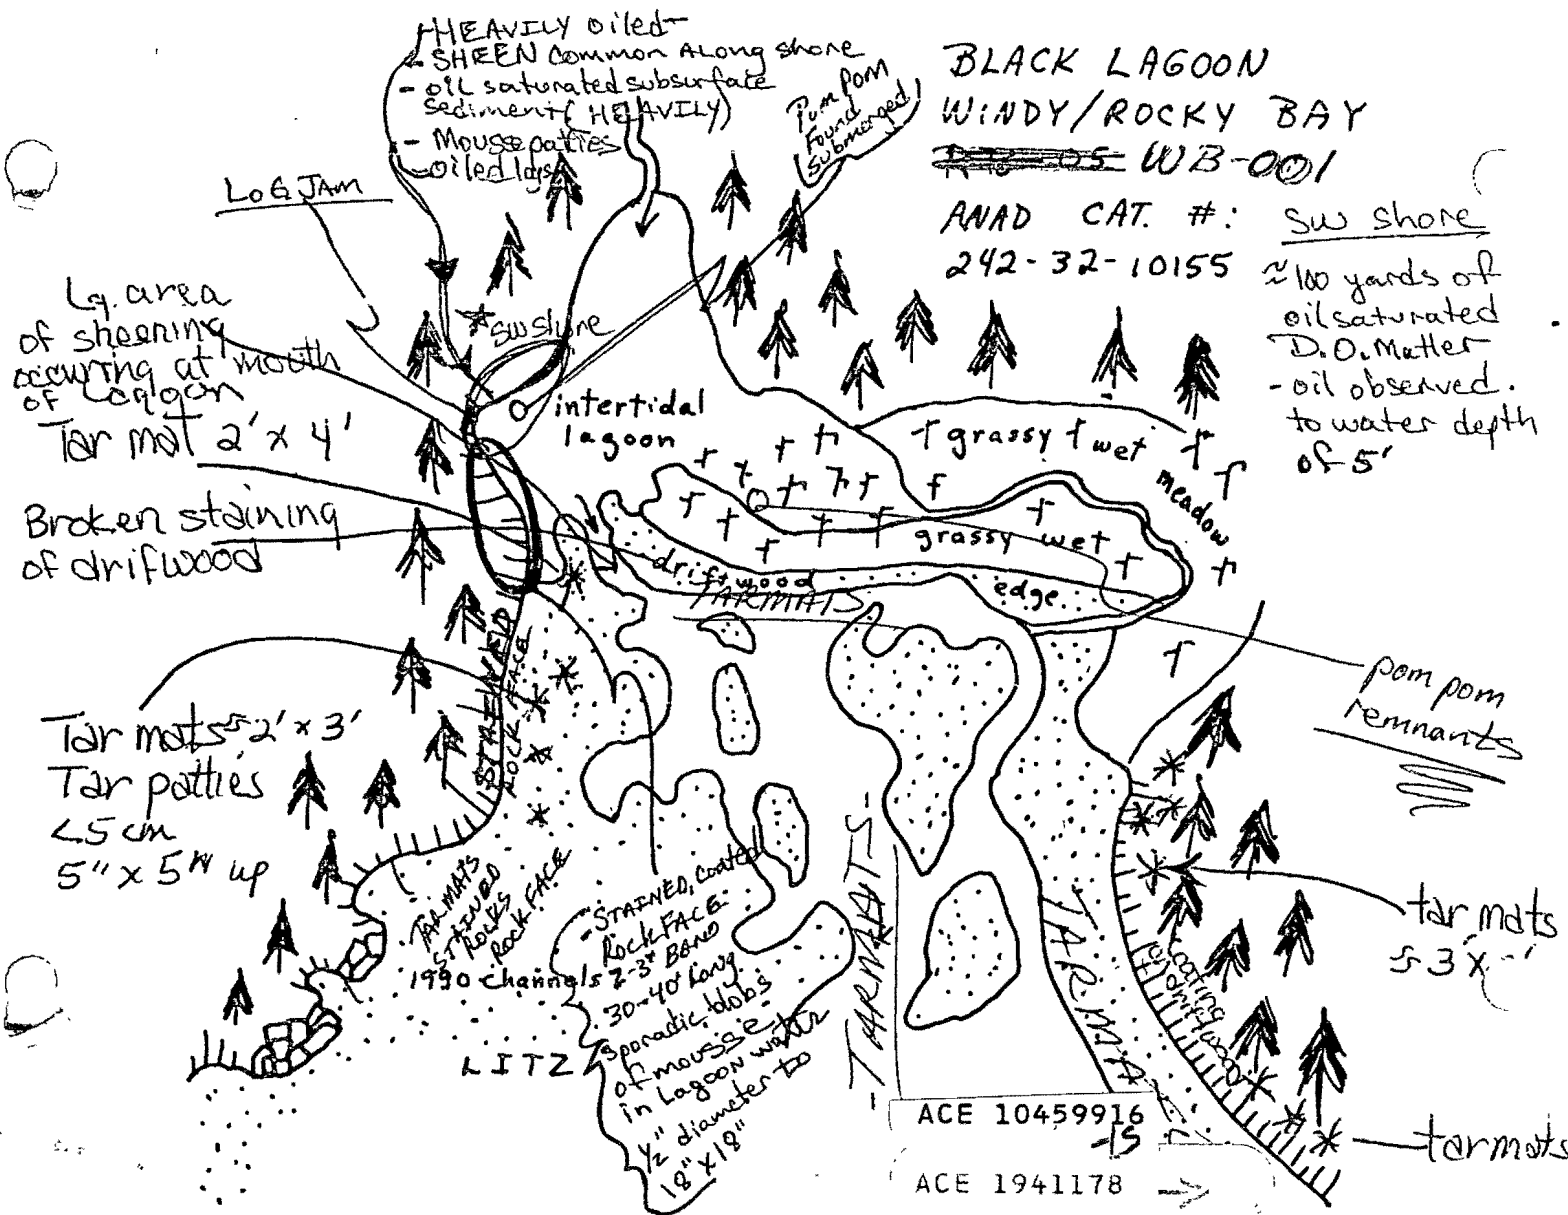 -HEAVILY oiled-
- SHEEN Common Along shore
- oil saturated subsurface
sediment (HEAVILY)
- Mousse patties
- oiled logs
Pom Pom
Found
submerged
BLACK LAGOON
WINDY/ROCKY BAY
WB-001
ANAD CAT. #:
242-32-10155
SW shore
≈100 yards of
oil saturated
D.O. Matter
- oil observed.
to water depth
of 5'
LOG JAM
Lg. area
of sheening
occuring at mouth
of Lagoon
Tar mat 2' x 4'
Broken staining
of drifwood
SW shore
intertidal
lagoon
grassy wet
meadow
grassy wet
driftwood
edge
TARMATS
STAINED
ROCK FACE
pom pom
remnants
Tar mats ≈ 2' x 3'
Tar patties
<5 cm
5" x 5" up
TARMATS
STAINED
ROCKS
ROCK FACE
1990 Channels
- STAINED, Coated
Rock FACE
2-3" BAND
30-40' long
sporadic blobs
of mousse
in Lagoon water
1/2" diameter to
18" x 18"
LITZ
-TARMATS-
TARMATS
coating
of driftwood
tar mats
≈ 3' x
tarmats
ACE 10459916
-15
ACE 1941178